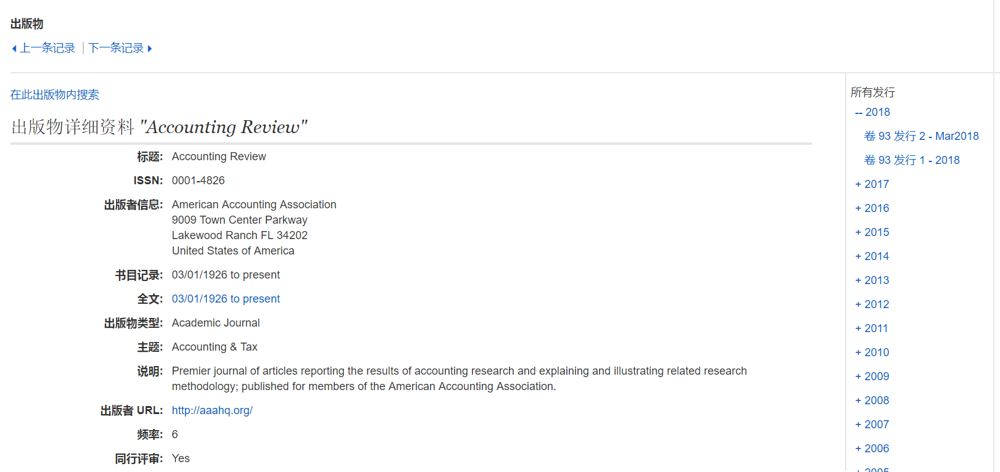 出版物
上一条记录 | 下一条记录
在此出版物内搜索
出版物详细资料 "Accounting Review"
标题: Accounting Review
ISSN: 0001-4826
出版者信息: American Accounting Association
9009 Town Center Parkway
Lakewood Ranch FL 34202
United States of America
书目记录: 03/01/1926 to present
全文: 03/01/1926 to present
出版物类型: Academic Journal
主题: Accounting & Tax
说明: Premier journal of articles reporting the results of accounting research and explaining and illustrating related research
methodology; published for members of the American Accounting Association.
出版者 URL: http://aaahq.org/
频率: 6
同行评审: Yes
所有发行
-- 2018
卷 93 发行 2 - Mar2018
卷 93 发行 1 - 2018
+ 2017
+ 2016
+ 2015
+ 2014
+ 2013
+ 2012
+ 2011
+ 2010
+ 2009
+ 2008
+ 2007
+ 2006
+ 2005